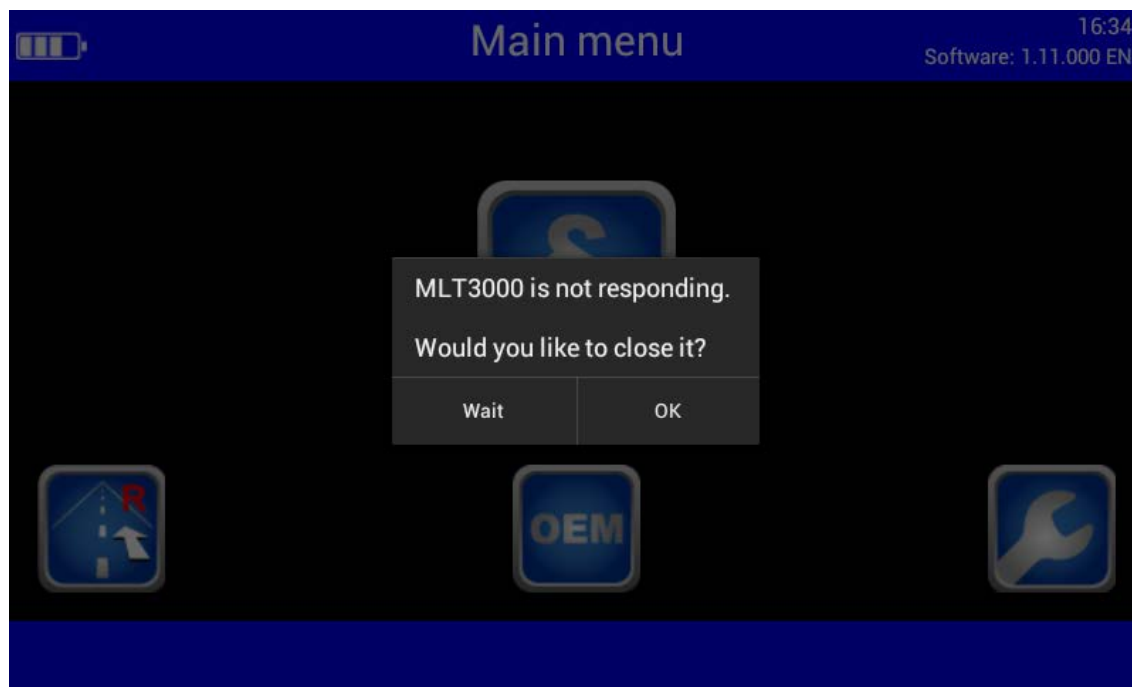 Main menu
16:34
Software: 1.11.000 EN
MLT3000 is not responding.
Would you like to close it?
Wait
OK
R
OEM